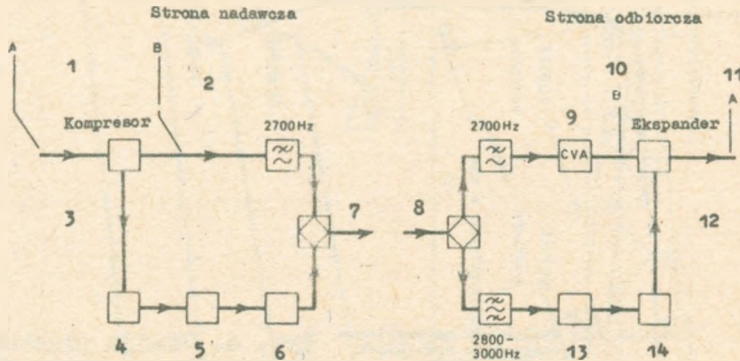 Strona nadawcza
Strona odbiorcza
A
1
B
2
Kompresor
2700Hz
3
7
4
5
6
8
2700Hz
9
CVA
10
B
Ekspander
11
A
12
2800-
3000Hz
13
14